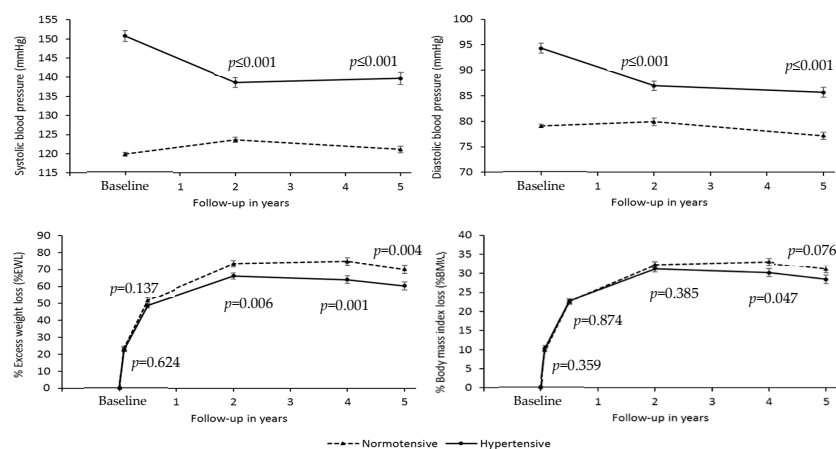 Systolic blood pressure (mmHg)
155
150
145
140
135
130
125
120
115
p≤0.001
p≤0.001
Baseline 1 2 3 4 5
Follow-up in years
Diastolic blood pressure (mmHg)
100
95
90
85
80
75
70
p≤0.001
p≤0.001
Baseline 1 2 3 4 5
Follow-up in years
% Excess weight loss (%EWL)
100
90
80
70
60
50
40
30
20
10
0
p=0.004
p=0.137
p=0.006
p=0.001
p=0.624
Baseline 1 2 3 4 5
Follow-up in years
% Body mass index loss (%BMIL)
40
35
30
25
20
15
10
5
0
p=0.076
p=0.385
p=0.047
p=0.874
p=0.359
Baseline 1 2 3 4 5
Follow-up in years
Normotensive Hypertensive